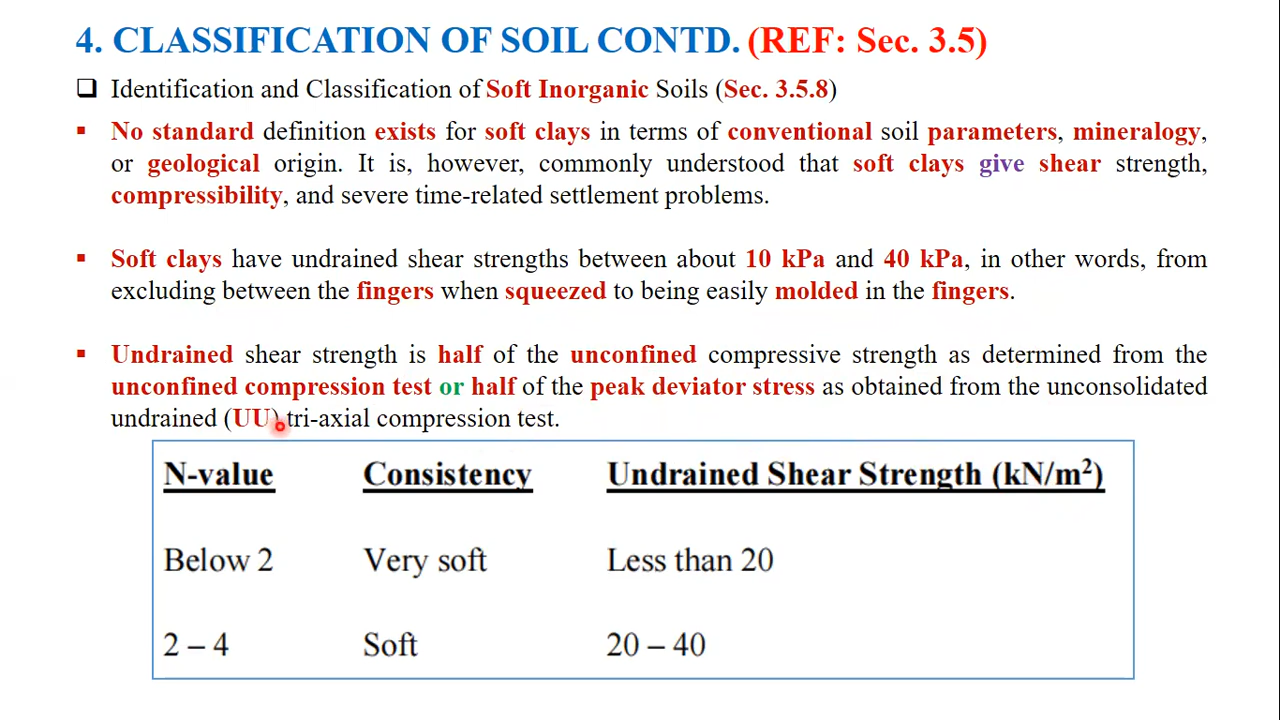 4. CLASSIFICATION OF SOIL CONTD. (REF: Sec. 3.5)
❑ Identification and Classification of Soft Inorganic Soils (Sec. 3.5.8)
▪ No standard definition exists for soft clays in terms of conventional soil parameters, mineralogy,
or geological origin. It is, however, commonly understood that soft clays give shear strength,
compressibility, and severe time-related settlement problems.
▪ Soft clays have undrained shear strengths between about 10 kPa and 40 kPa, in other words, from
excluding between the fingers when squeezed to being easily molded in the fingers.
▪ Undrained shear strength is half of the unconfined compressive strength as determined from the
unconfined compression test or half of the peak deviator stress as obtained from the unconsolidated
undrained (UU) tri-axial compression test.
N-value Consistency Undrained Shear Strength (kN/m²)
Below 2 Very soft Less than 20
2 – 4 Soft 20 – 40